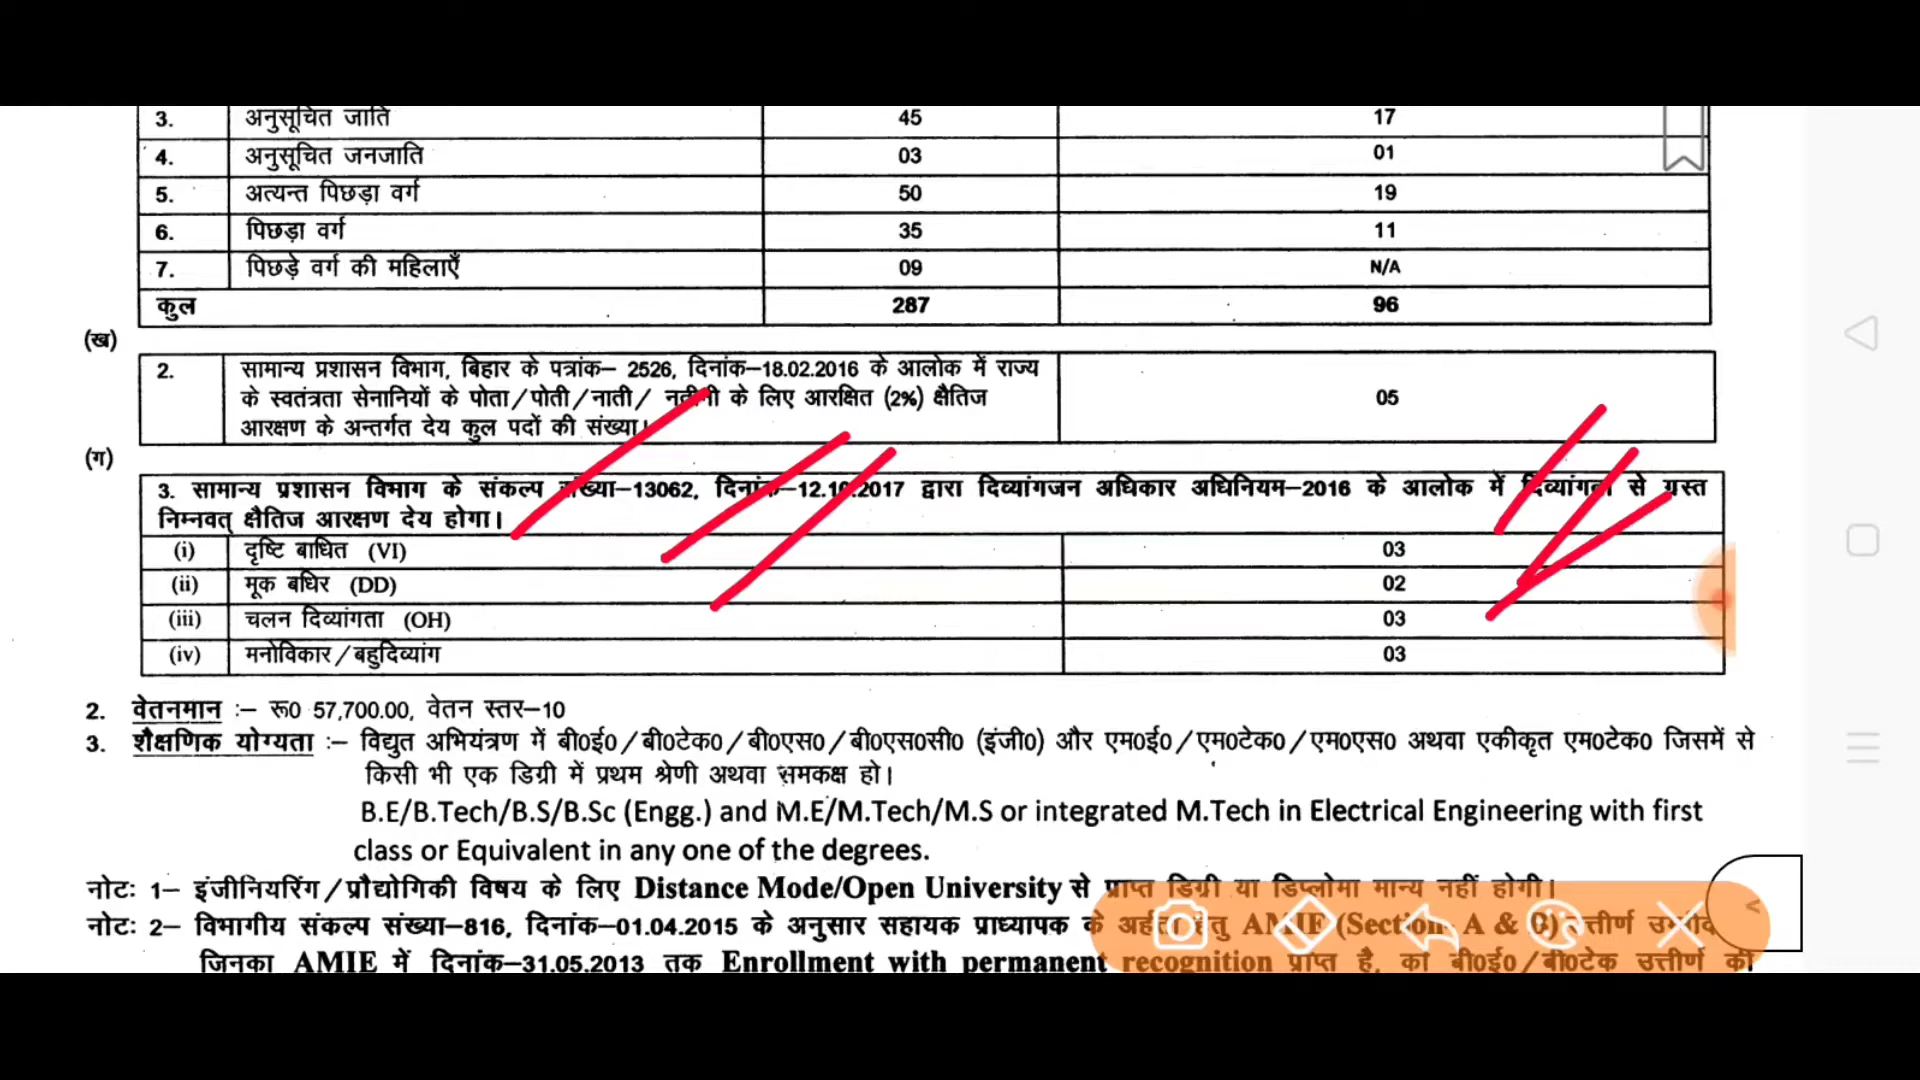 3. अनुसूचित जाति 45 17
4. अनुसूचित जनजाति 03 01
5. अत्यन्त पिछड़ा वर्ग 50 19
6. पिछड़ा वर्ग 35 11
7. पिछड़े वर्ग की महिलाएँ 09 N/A
कुल 287 96
(ख)
2. सामान्य प्रशासन विभाग, बिहार के पत्रांक– 2526, दिनांक–18.02.2016 के आलोक में राज्य
के स्वतंत्रता सेनानियों के पोता/पोती/नाती/ के लिए आरक्षित (2%) क्षैतिज 05
आरक्षण के अन्तर्गत देय कुल पदों की संख्या।
(ग)
3. सामान्य प्रशासन विभाग के संकल्प संख्या–13062, दिनांक–12.10.2017 द्वारा दिव्यांगजन अधिकार अधिनियम–2016 के आलोक में दिव्यांगता से ग्रस्त
निम्नवत् क्षैतिज आरक्षण देय होगा।
(i) दृष्टि बाधित (VI) 03
(ii) मूक बधिर (DD) 02
(iii) चलन दिव्यांगता (OH) 03
(iv) मनोविकार/बहुदिव्यांग 03
2. वेतनमान :– रू0 57,700.00, वेतन स्तर–10
3. शैक्षणिक योग्यता :– विद्युत अभियंत्रण में बी0ई0/बी0टेक0/बी0एस0/बी0एस0सी0 (इंजी0) और एम0ई0/एम0टेक0/एम0एस0 अथवा एकीकृत एम0टेक0 जिसमें से
किसी भी एक डिग्री में प्रथम श्रेणी अथवा समकक्ष हो।
B.E/B.Tech/B.S/B.Sc (Engg.) and M.E/M.Tech/M.S or integrated M.Tech in Electrical Engineering with first
class or Equivalent in any one of the degrees.
नोटः 1– इंजीनियरिंग/प्रौद्योगिकी विषय के लिए Distance Mode/Open University से प्राप्त डिग्री या डिप्लोमा मान्य नहीं होगी।
नोटः 2– विभागीय संकल्प संख्या–816, दिनांक–01.04.2015 के अनुसार सहायक प्राध्यापक के अर्हता हेतु AMIE (Section A &
जिनका AMIE में दिनांक–31.05.2013 तक Enrollment with permanent recognition प्राप्त है, को बी0ई0/बी0टेक उत्तीर्ण की